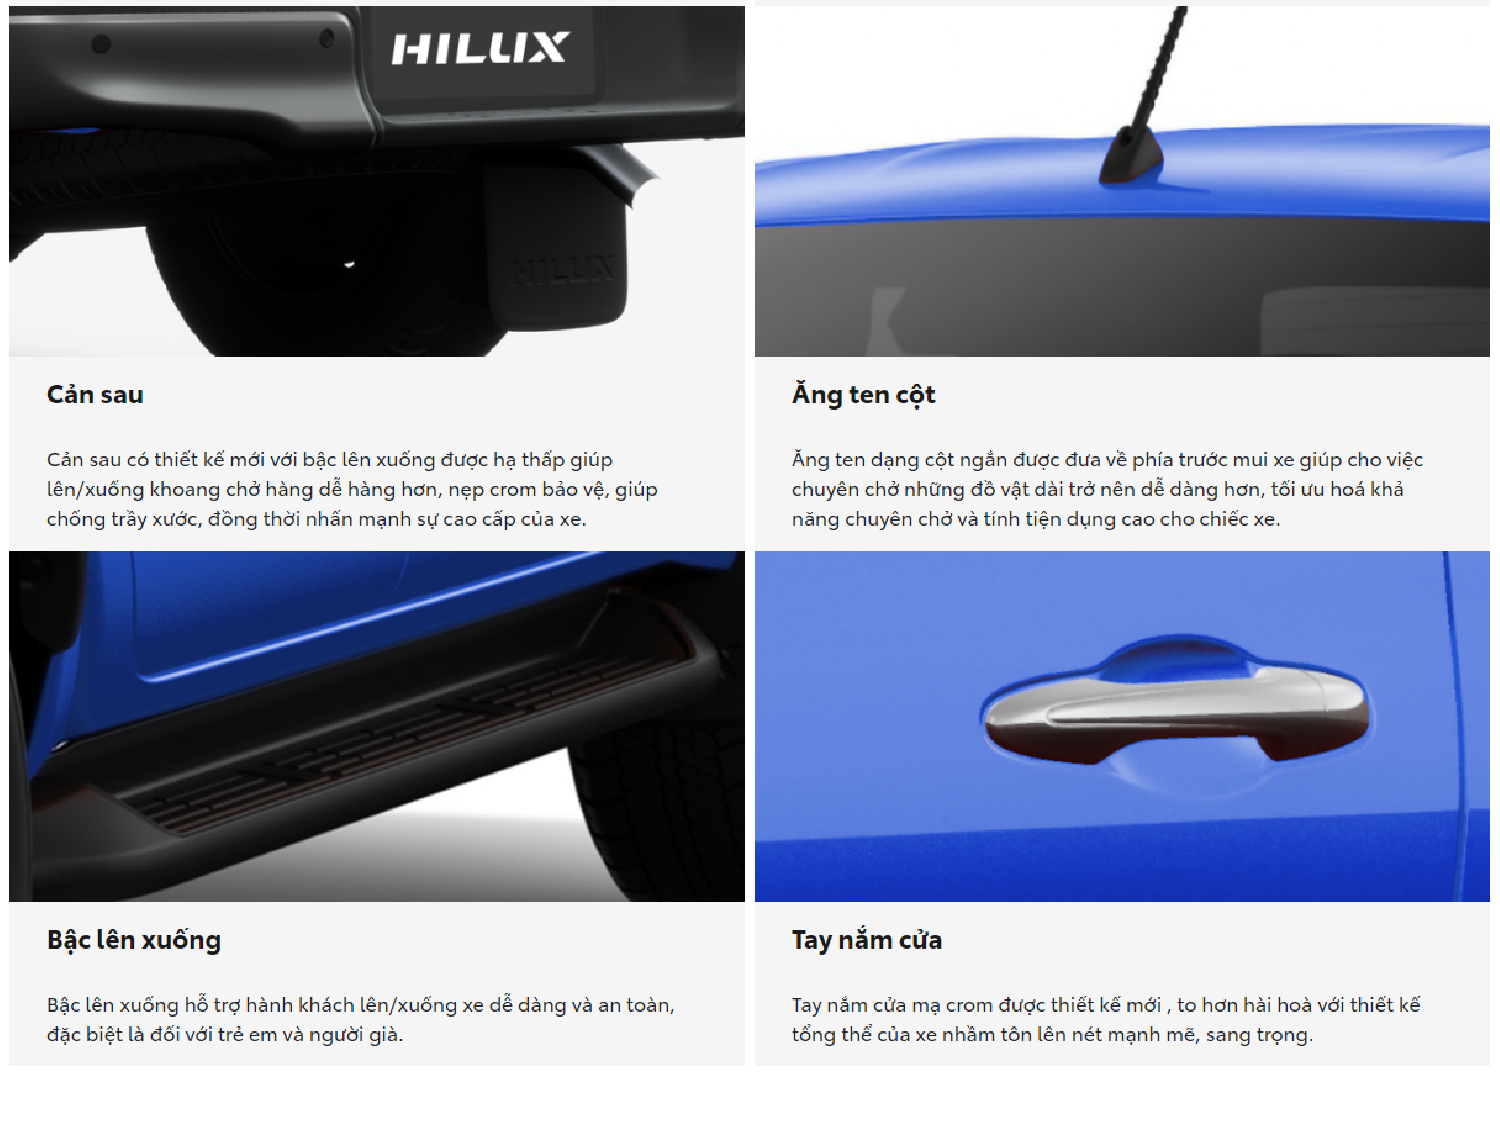 HILUX
HILUX
Cản sau
Cản sau có thiết kế mới với bậc lên xuống được hạ thấp giúp
lên/xuống khoang chở hàng dễ hàng hơn, nẹp crom bảo vệ, giúp
chống trầy xước, đồng thời nhấn mạnh sự cao cấp của xe.
Ăng ten cột
Ăng ten dạng cột ngắn được đưa về phía trước mui xe giúp cho việc
chuyên chở những đồ vật dài trở nên dễ dàng hơn, tối ưu hoá khả
năng chuyên chở và tính tiện dụng cao cho chiếc xe.
Bậc lên xuống
Bậc lên xuống hỗ trợ hành khách lên/xuống xe dễ dàng và an toàn,
đặc biệt là đối với trẻ em và người già.
Tay nắm cửa
Tay nắm cửa mạ crom được thiết kế mới , to hơn hài hoà với thiết kế
tổng thể của xe nhằm tôn lên nét mạnh mẽ, sang trọng.